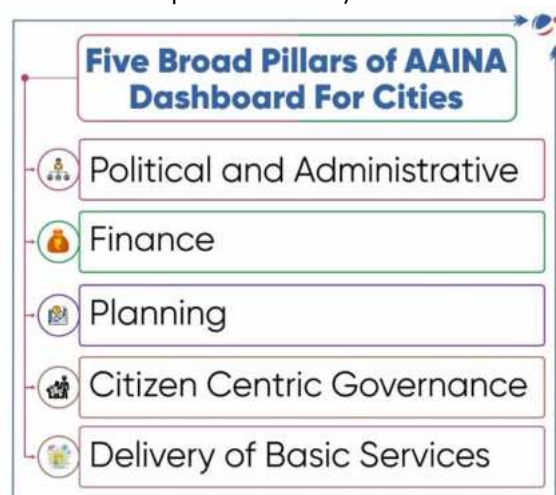 Five Broad Pillars of AAINA
Dashboard For Cities
Political and Administrative
Finance
Planning
Citizen Centric Governance
Delivery of Basic Services